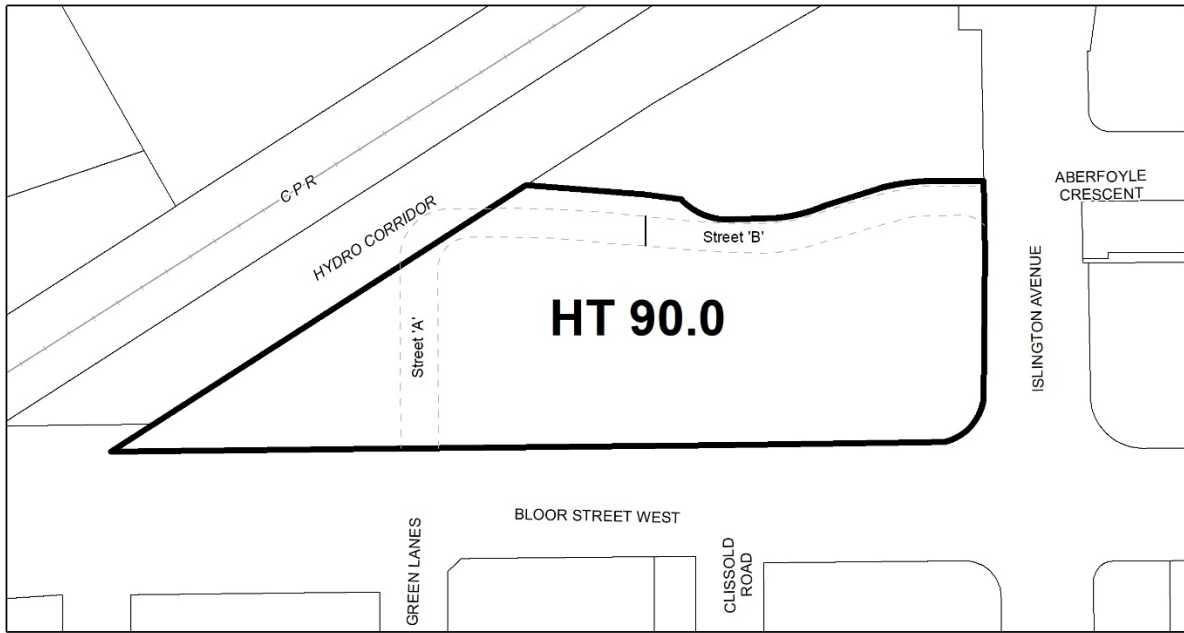 ABERFOYLE
CRESCENT
C P R
HYDRO CORRIDOR
Street 'B'
HT 90.0
Street 'A'
ISLINGTON AVENUE
BLOOR STREET WEST
GREEN LANES
CLISSOLD
ROAD